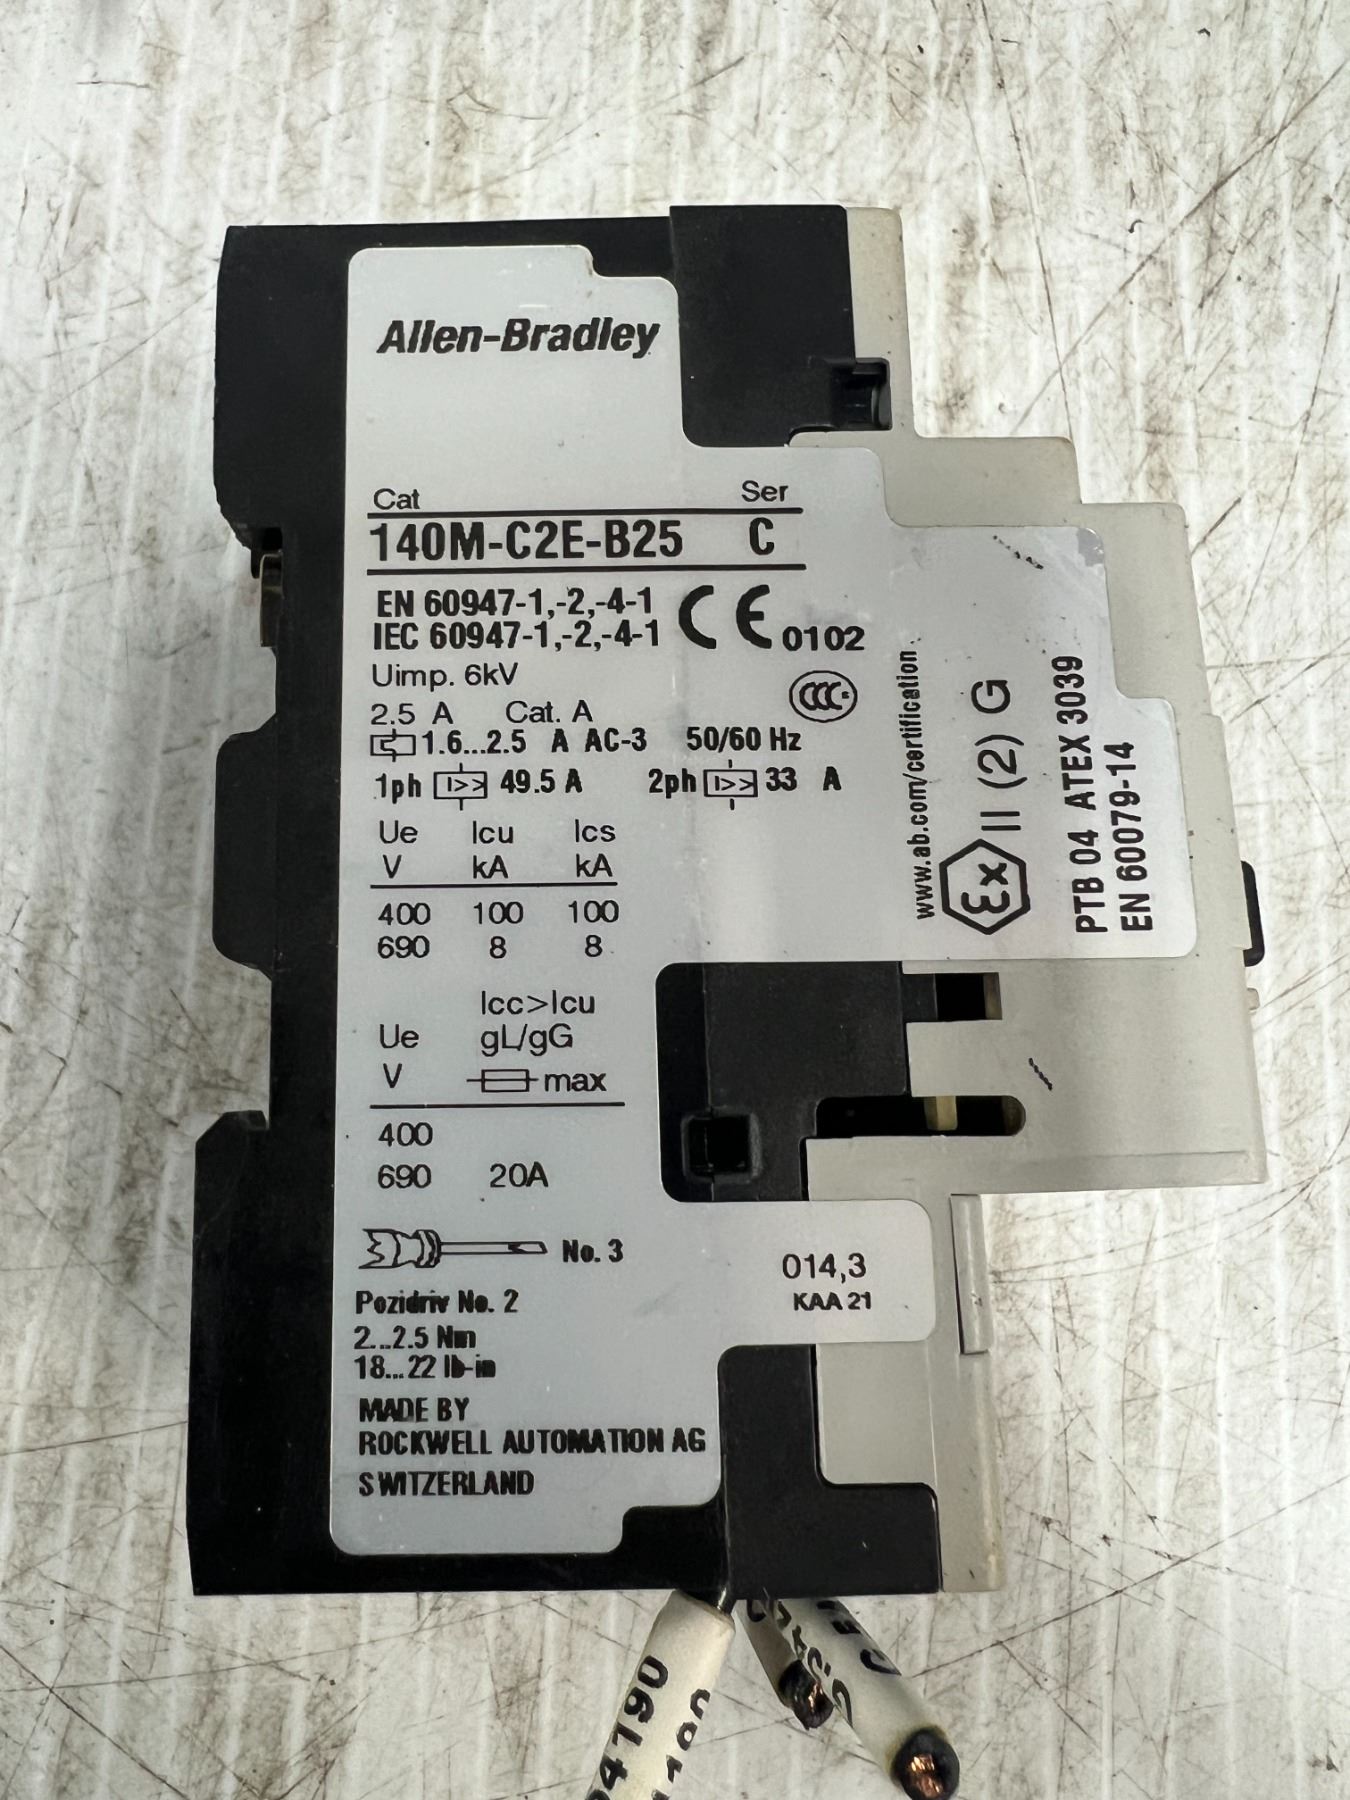 Allen-Bradley
Cat Ser
140M-C2E-B25 C
EN 60947-1,-2,-4-1
IEC 60947-1,-2,-4-1
CE 0102
Uimp. 6kV
CCC
2.5 A Cat. A
1.6...2.5 A AC-3 50/60 Hz
1ph I>> 49.5 A 2ph I>> 33 A
Ue Icu Ics
V kA kA
400 100 100
690 8 8
Icc>Icu
Ue gL/gG
V max
400
690 20A
No. 3
Pozidriv No. 2
2...2.5 Nm
18...22 lb-in
MADE BY
ROCKWELL AUTOMATION AG
SWITZERLAND
014,3
KAA 21
www.ab.com/certification
Ex II (2) G
PTB 04 ATEX 3039
EN 60079-14
4190